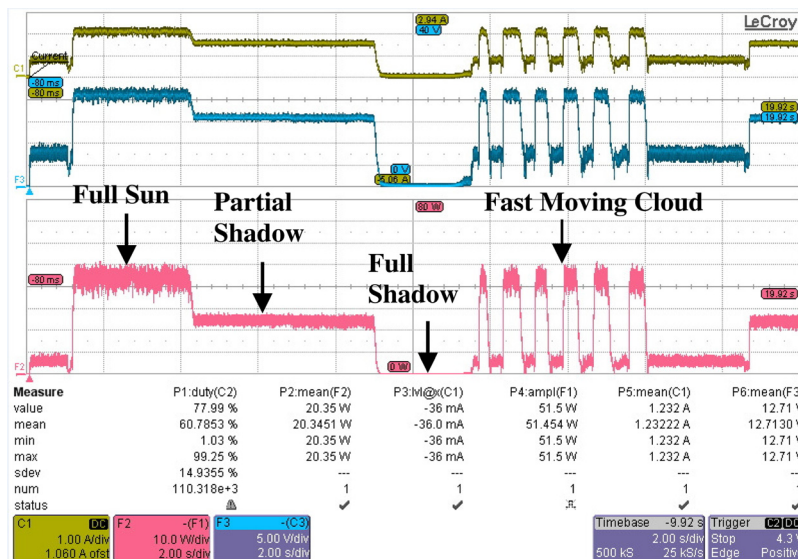 2.94 A
40 V
LeCroy
Current
C1
-80 ms
-80 ms
19.92 s
19.92 s
0 V
-5.06 A
F3
Full Sun
Partial
Shadow
80 W
Fast Moving Cloud
Full
Shadow
-80 ms
19.92 s
0 W
F2
Measure P1:duty(C2) P2:mean(F2) P3:lvl@x(C1) P4:ampl(F1) P5:mean(C1) P6:mean(F3
value 77.99 % 20.35 W -36 mA 51.5 W 1.232 A 12.71 V
mean 60.7853 % 20.3451 W -36.0 mA 51.454 W 1.23222 A 12.7130 V
min 1.03 % 20.35 W -36 mA 51.5 W 1.232 A 12.71 V
max 99.25 % 20.35 W -36 mA 51.5 W 1.232 A 12.71 V
sdev 14.9355 % --- --- --- --- ---
num 110.318e+3 1 1 1 1 1
status
C1 DC F2 -(F1) F3 -(C3) Timebase -9.92 s Trigger C2 DC
1.00 A/div 10.0 W/div 5.00 V/div 2.00 s/div Stop 4.3 V
1.060 A ofst 2.00 s/div 2.00 s/div 500 kS 25 kS/s Edge Positiv